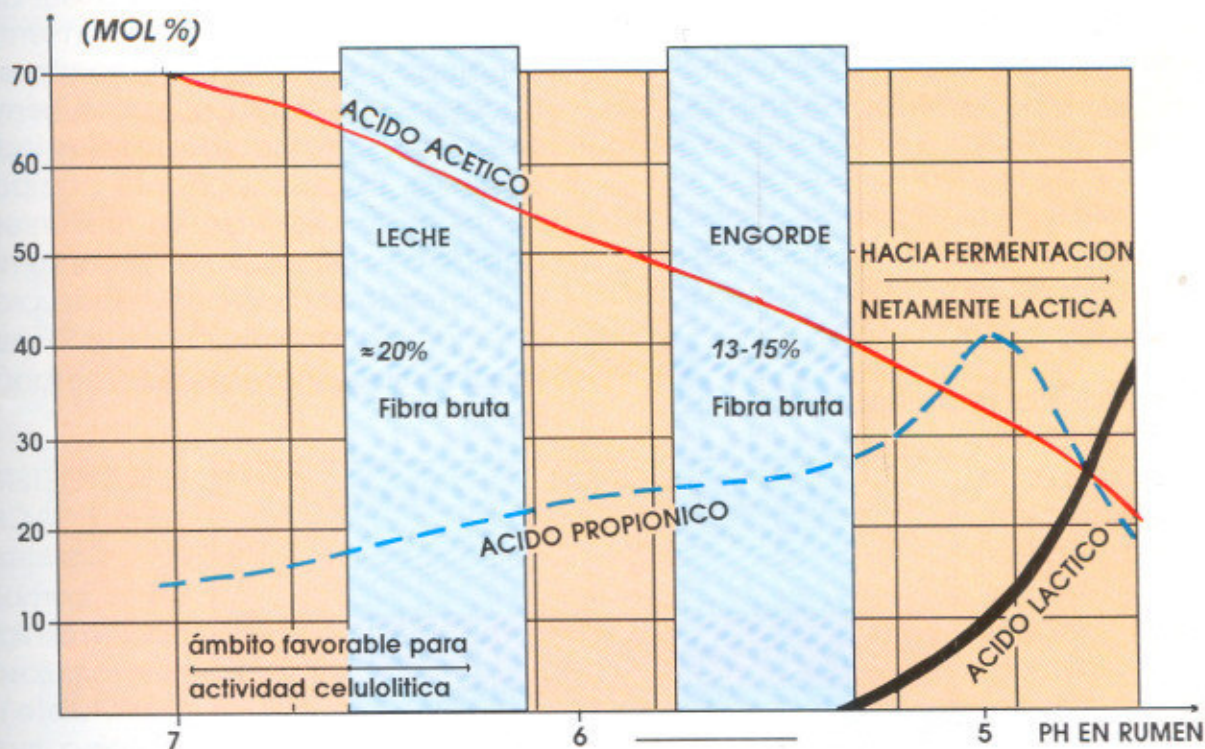 (MOL %)
70
60
50
40
30
20
10
ACIDO ACETICO
LECHE
≈20%
Fibra bruta
ENGORDE
13-15%
Fibra bruta
HACIA FERMENTACION
NETAMENTE LACTICA
ACIDO PROPIONICO
ACIDO LACTICO
ámbito favorable para
actividad celulolitica
7 6 5 PH EN RUMEN